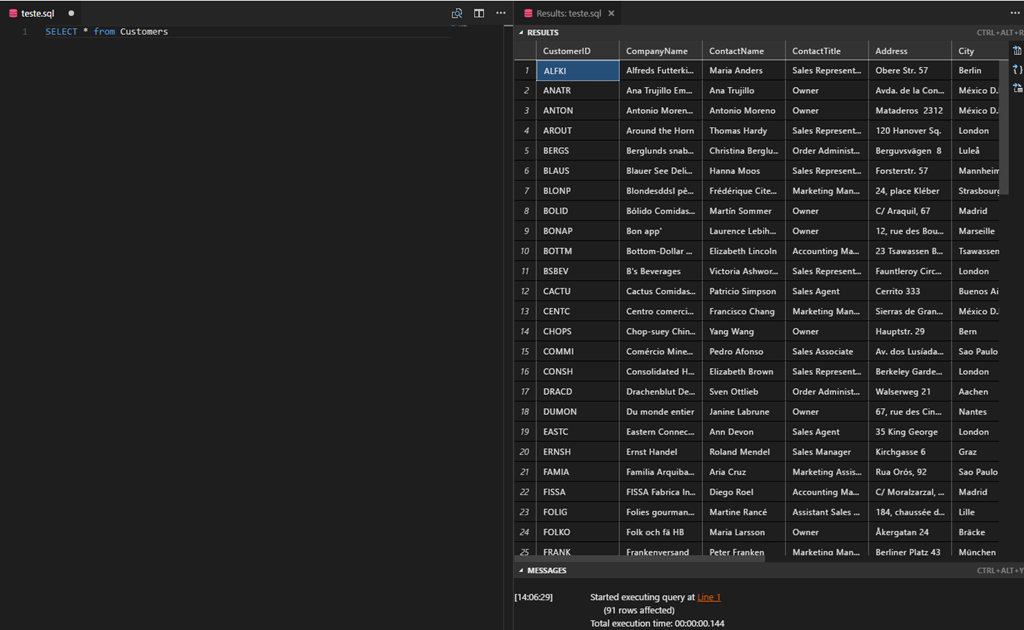 teste.sql
1 SELECT * from Customers
Results: teste.sql
RESULTS CTRL+ALT+R
CustomerID CompanyName ContactName ContactTitle Address City
1 ALFKI Alfreds Futterki... Maria Anders Sales Represent... Obere Str. 57 Berlin
2 ANATR Ana Trujillo Em... Ana Trujillo Owner Avda. de la Con... México D.
3 ANTON Antonio Moren... Antonio Moreno Owner Mataderos 2312 México D.
4 AROUT Around the Horn Thomas Hardy Sales Represent... 120 Hanover Sq. London
5 BERGS Berglunds snab... Christina Berglu... Order Administ... Berguvsvägen 8 Luleå
6 BLAUS Blauer See Deli... Hanna Moos Sales Represent... Forsterstr. 57 Mannheim
7 BLONP Blondesddsl pè... Frédérique Cite... Marketing Man... 24, place Kléber Strasbourg
8 BOLID Bólido Comidas... Martín Sommer Owner C/ Araquil, 67 Madrid
9 BONAP Bon app' Laurence Lebih... Owner 12, rue des Bou... Marseille
10 BOTTM Bottom-Dollar ... Elizabeth Lincoln Accounting Ma... 23 Tsawassen B... Tsawassen
11 BSBEV B's Beverages Victoria Ashwor... Sales Represent... Fauntleroy Circ... London
12 CACTU Cactus Comidas... Patricio Simpson Sales Agent Cerrito 333 Buenos Ai
13 CENTC Centro comerci... Francisco Chang Marketing Man... Sierras de Gran... México D.
14 CHOPS Chop-suey Chin... Yang Wang Owner Hauptstr. 29 Bern
15 COMMI Comércio Mine... Pedro Afonso Sales Associate Av. dos Lusíada... Sao Paulo
16 CONSH Consolidated H... Elizabeth Brown Sales Represent... Berkeley Garde... London
17 DRACD Drachenblut De... Sven Ottlieb Order Administ... Walserweg 21 Aachen
18 DUMON Du monde entier Janine Labrune Owner 67, rue des Cin... Nantes
19 EASTC Eastern Connec... Ann Devon Sales Agent 35 King George London
20 ERNSH Ernst Handel Roland Mendel Sales Manager Kirchgasse 6 Graz
21 FAMIA Familia Arquiba... Aria Cruz Marketing Assis... Rua Orós, 92 Sao Paulo
22 FISSA FISSA Fabrica In... Diego Roel Accounting Ma... C/ Moralzarzal, ... Madrid
23 FOLIG Folies gourman... Martine Rancé Assistant Sales ... 184, chaussée d... Lille
24 FOLKO Folk och fä HB Maria Larsson Owner Åkergatan 24 Bräcke
25 FRANK Frankenversand Peter Franken Marketing Man... Berliner Platz 43 München
MESSAGES CTRL+ALT+Y
[14:06:29] Started executing query at Line 1
(91 rows affected)
Total execution time: 00:00:00.144